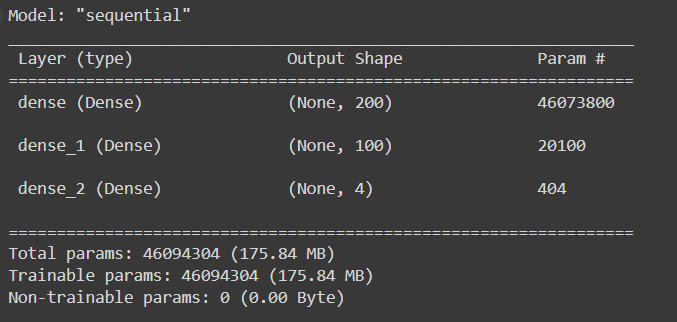 Model: "sequential"
_________________________________________________________________
Layer (type) Output Shape Param #
=================================================================
dense (Dense) (None, 200) 46073800
dense_1 (Dense) (None, 100) 20100
dense_2 (Dense) (None, 4) 404
=================================================================
Total params: 46094304 (175.84 MB)
Trainable params: 46094304 (175.84 MB)
Non-trainable params: 0 (0.00 Byte)